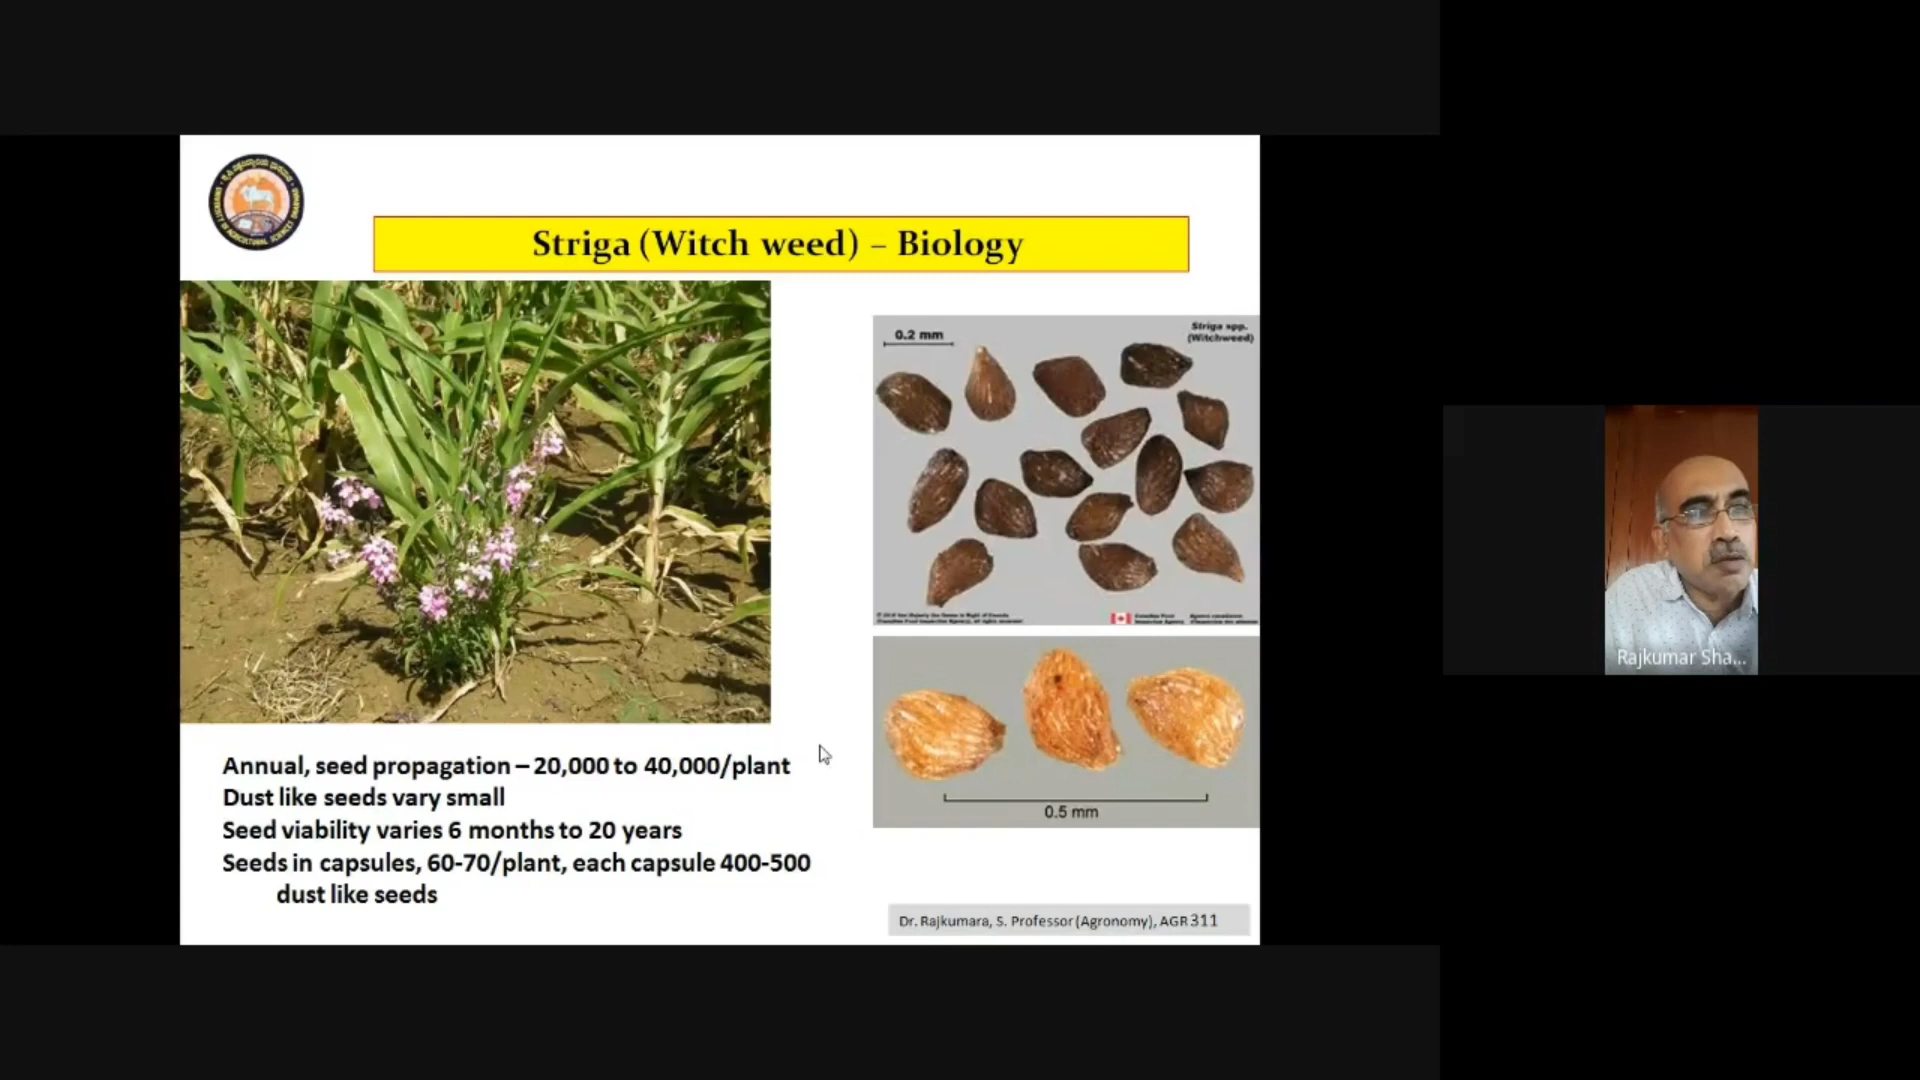 Striga (Witch weed) – Biology
0.2 mm
Striga spp.
(Witchweed)
0.5 mm
Annual, seed propagation – 20,000 to 40,000/plant
Dust like seeds vary small
Seed viability varies 6 months to 20 years
Seeds in capsules, 60-70/plant, each capsule 400-500
dust like seeds
Dr. Rajkumara, S. Professor (Agronomy), AGR 311
Rajkumar Sha...